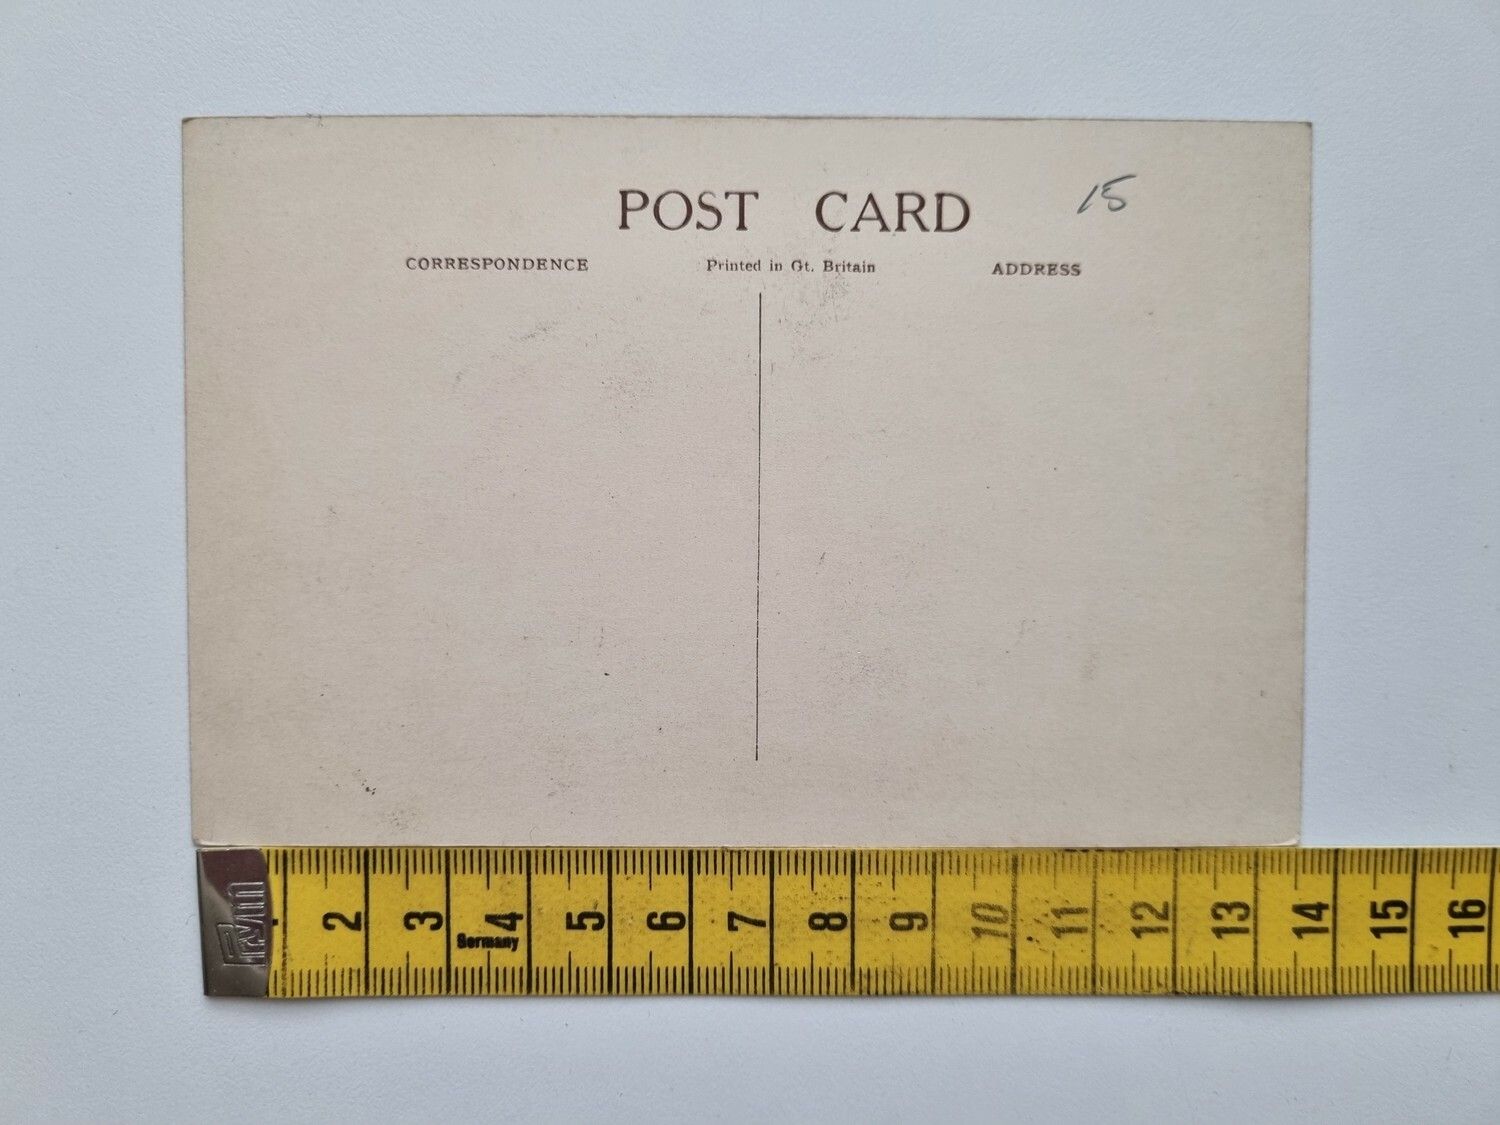 POST CARD
15
CORRESPONDENCE
Printed in Gt. Britain
ADDRESS
2 3 4 5 6 7 8 9 10 11 12 13 14 15 16
Germany